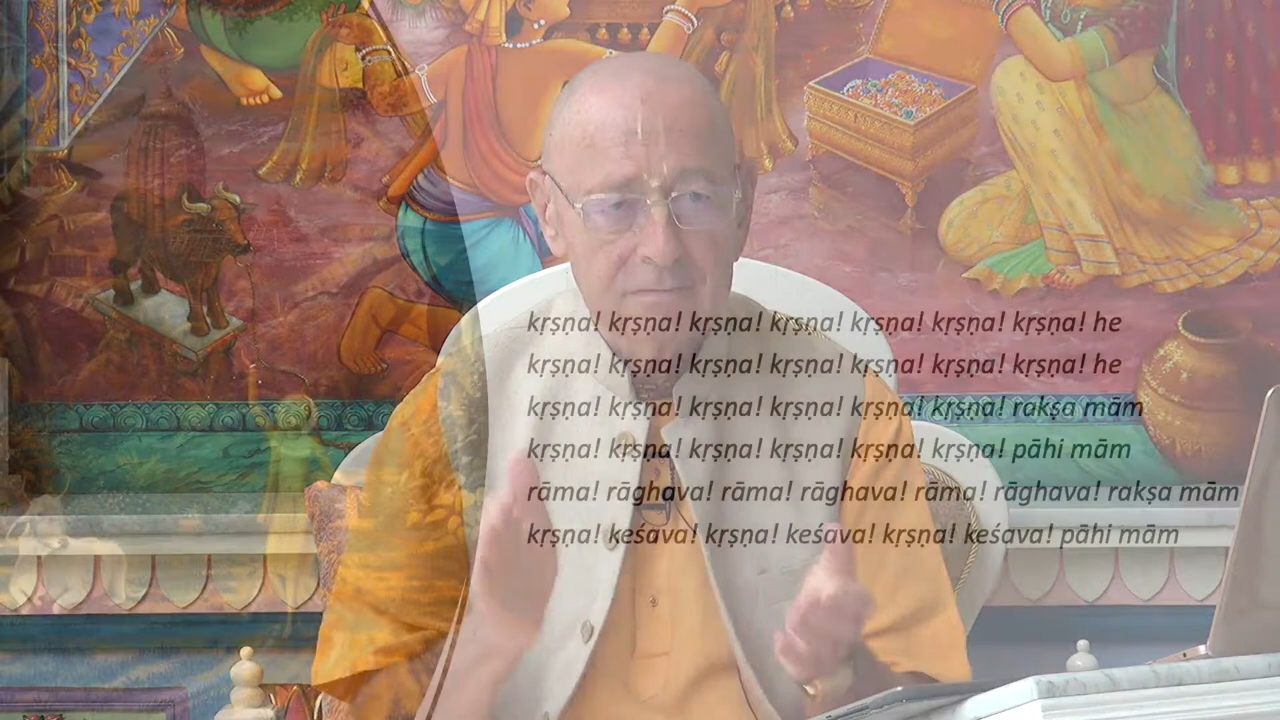 kṛṣṇa! kṛṣṇa! kṛṣṇa! kṛṣṇa! kṛṣṇa! kṛṣṇa! kṛṣṇa! he
kṛṣṇa! kṛṣṇa! kṛṣṇa! kṛṣṇa! kṛṣṇa! kṛṣṇa! kṛṣṇa! he
kṛṣṇa! kṛṣṇa! kṛṣṇa! kṛṣṇa! kṛṣṇa! kṛṣṇa! rakṣa mām
kṛṣṇa! kṛṣṇa! kṛṣṇa! kṛṣṇa! kṛṣṇa! kṛṣṇa! pāhi mām
rāma! rāghava! rāma! rāghava! rāma! rāghava! rakṣa mām
kṛṣṇa! keśava! kṛṣṇa! keśava! kṛṣṇa! keśava! pāhi mām